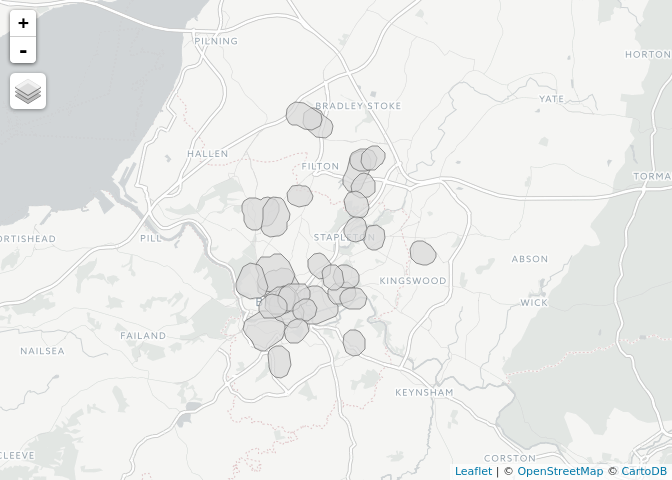 +
-
PILNING
HORTON
BRADLEY STOKE
YATE
HALLEN
FILTON
TORMA
ORTISHEAD
PILL
STAPLETON
ABSON
KINGSWOOD
WICK
FAILAND
NAILSEA
KEYNSHAM
CLEEVE
CORSTON
Leaflet | © OpenStreetMap © CartoDB